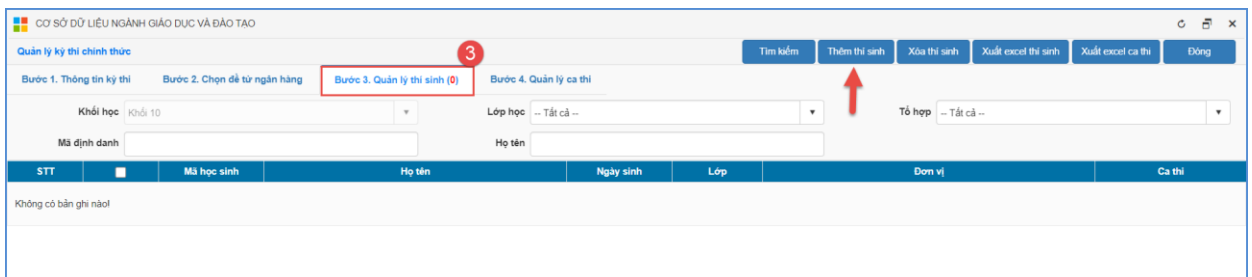 CƠ SỞ DỮ LIỆU NGÀNH GIÁO DỤC VÀ ĐÀO TẠO
Quản lý kỳ thi chính thức
3
Tìm kiếm
Thêm thí sinh
Xóa thí sinh
Xuất excel thí sinh
Xuất excel ca thi
Đóng
Bước 1. Thông tin kỳ thi
Bước 2. Chọn đề từ ngân hàng
Bước 3. Quản lý thí sinh (0)
Bước 4. Quản lý ca thi
Khối học Khối 10
Lớp học -- Tất cả --
Tổ hợp -- Tất cả --
Mã định danh
Họ tên
STT Mã học sinh Họ tên Ngày sinh Lớp Đơn vị Ca thi
Không có bản ghi nào!